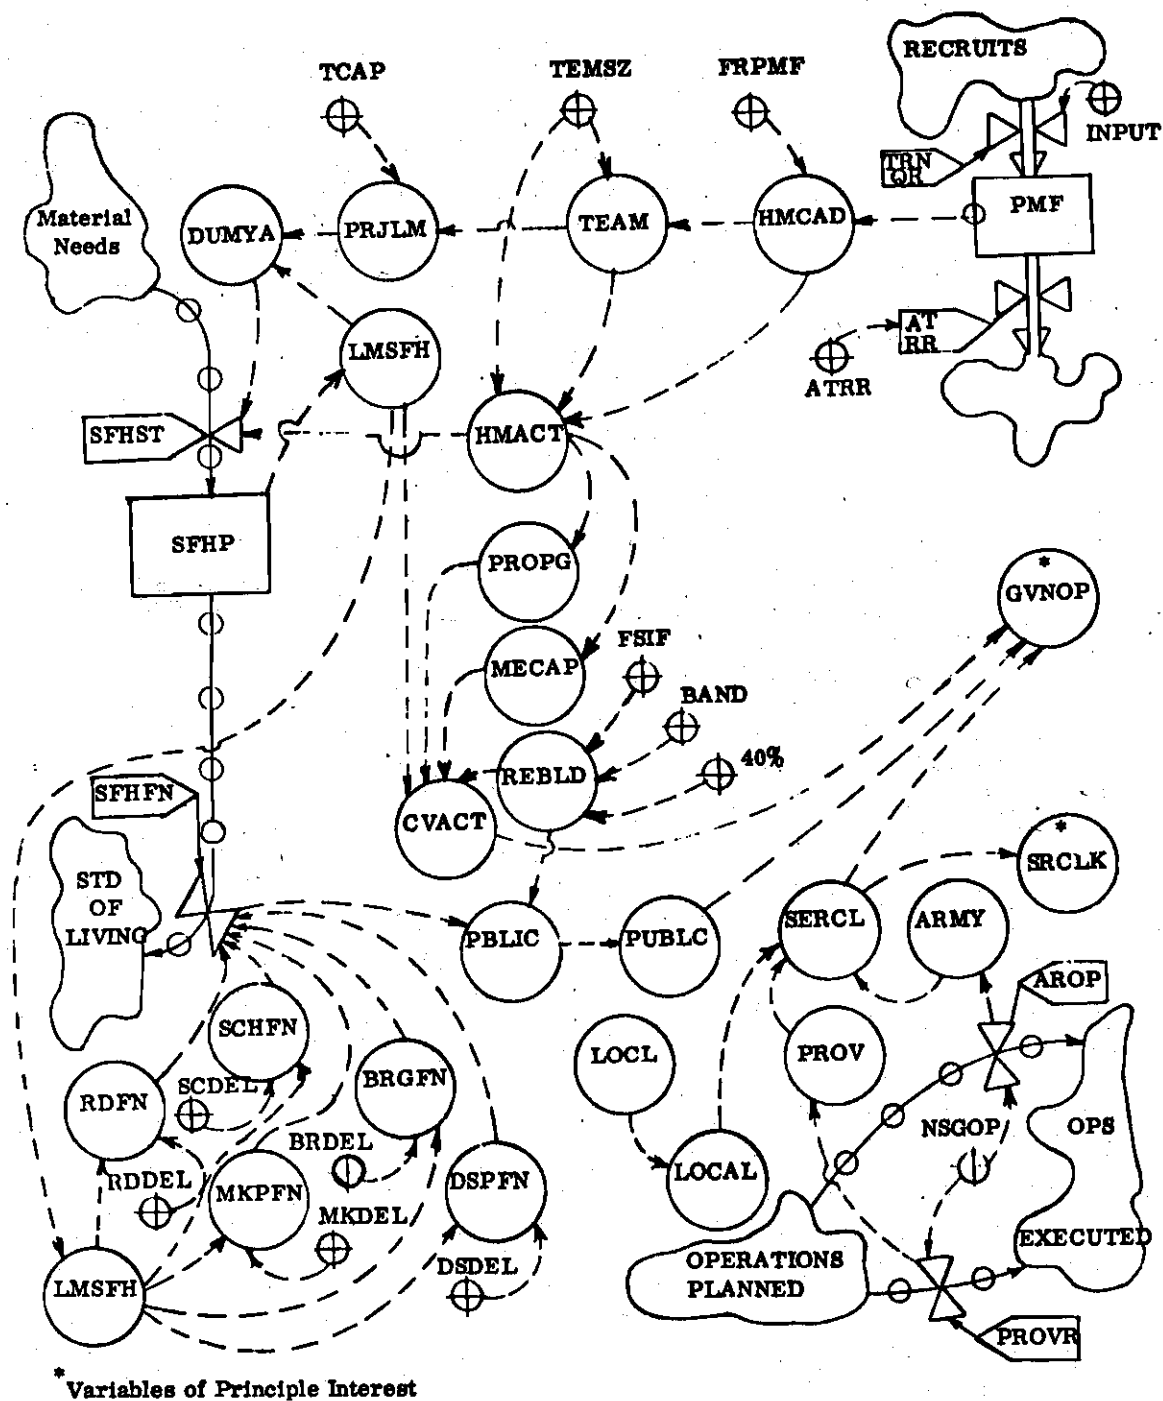 RECRUITS
TCAP
TEMSZ
FRPMF
INPUT
TRN
QR
Material
Needs
DUMYA
PRJLM
TEAM
HMCAD
PMF
LMSFH
AT
RR
ATRR
SFHST
HMACT
SFHP
PROPG
*
GVNOP
FSIF
MECAP
BAND
40%
REBLD
SFHFN
CVACT
*
SRCLK
STD
OF
LIVING
SERCL
ARMY
PBLIC
PUBLC
AROP
SCHFN
LOCL
PROV
BRGFN
SCDEL
RDFN
NSGOP
OPS
BRDEL
RDDEL
MKPFN
DSPFN
LOCAL
MKDEL
EXECUTED
DSDEL
OPERATIONS
PLANNED
LMSFH
PROVR
*Variables of Principle Interest